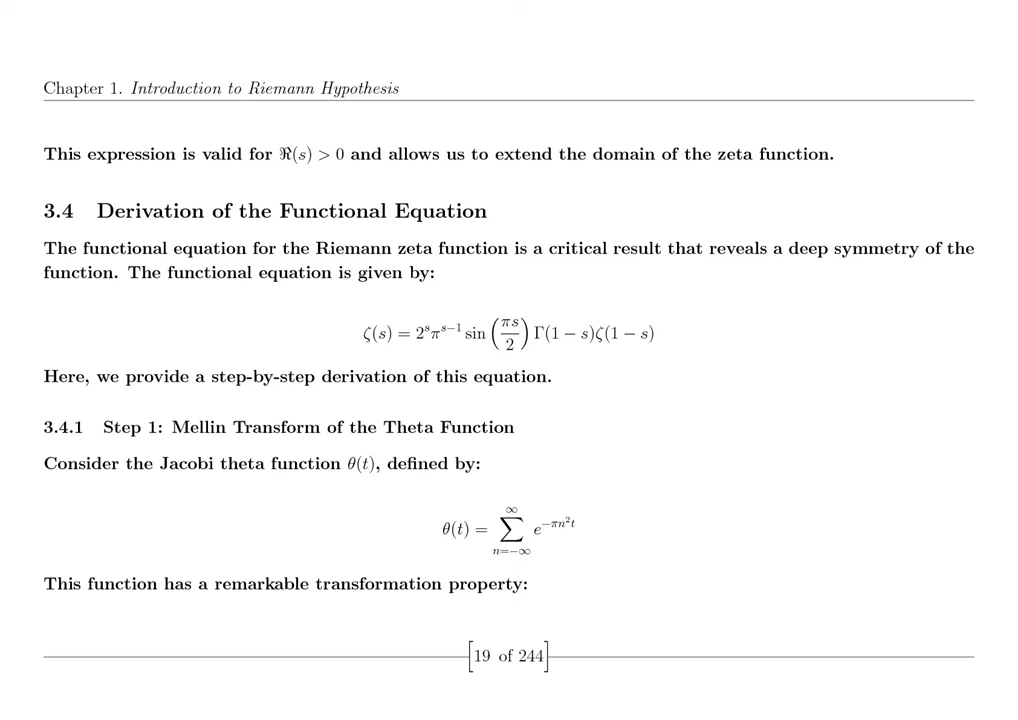 Chapter 1. Introduction to Riemann Hypothesis
This expression is valid for ℜ(s) > 0 and allows us to extend the domain of the zeta function.
3.4 Derivation of the Functional Equation
The functional equation for the Riemann zeta function is a critical result that reveals a deep symmetry of the
function. The functional equation is given by:
ζ(s) = 2^s π^{s−1} sin (πs/2) Γ(1 − s)ζ(1 − s)
Here, we provide a step-by-step derivation of this equation.
3.4.1 Step 1: Mellin Transform of the Theta Function
Consider the Jacobi theta function θ(t), defined by:
θ(t) = ∑_{n=−∞}^{∞} e^{−πn²t}
This function has a remarkable transformation property:
[19 of 244]